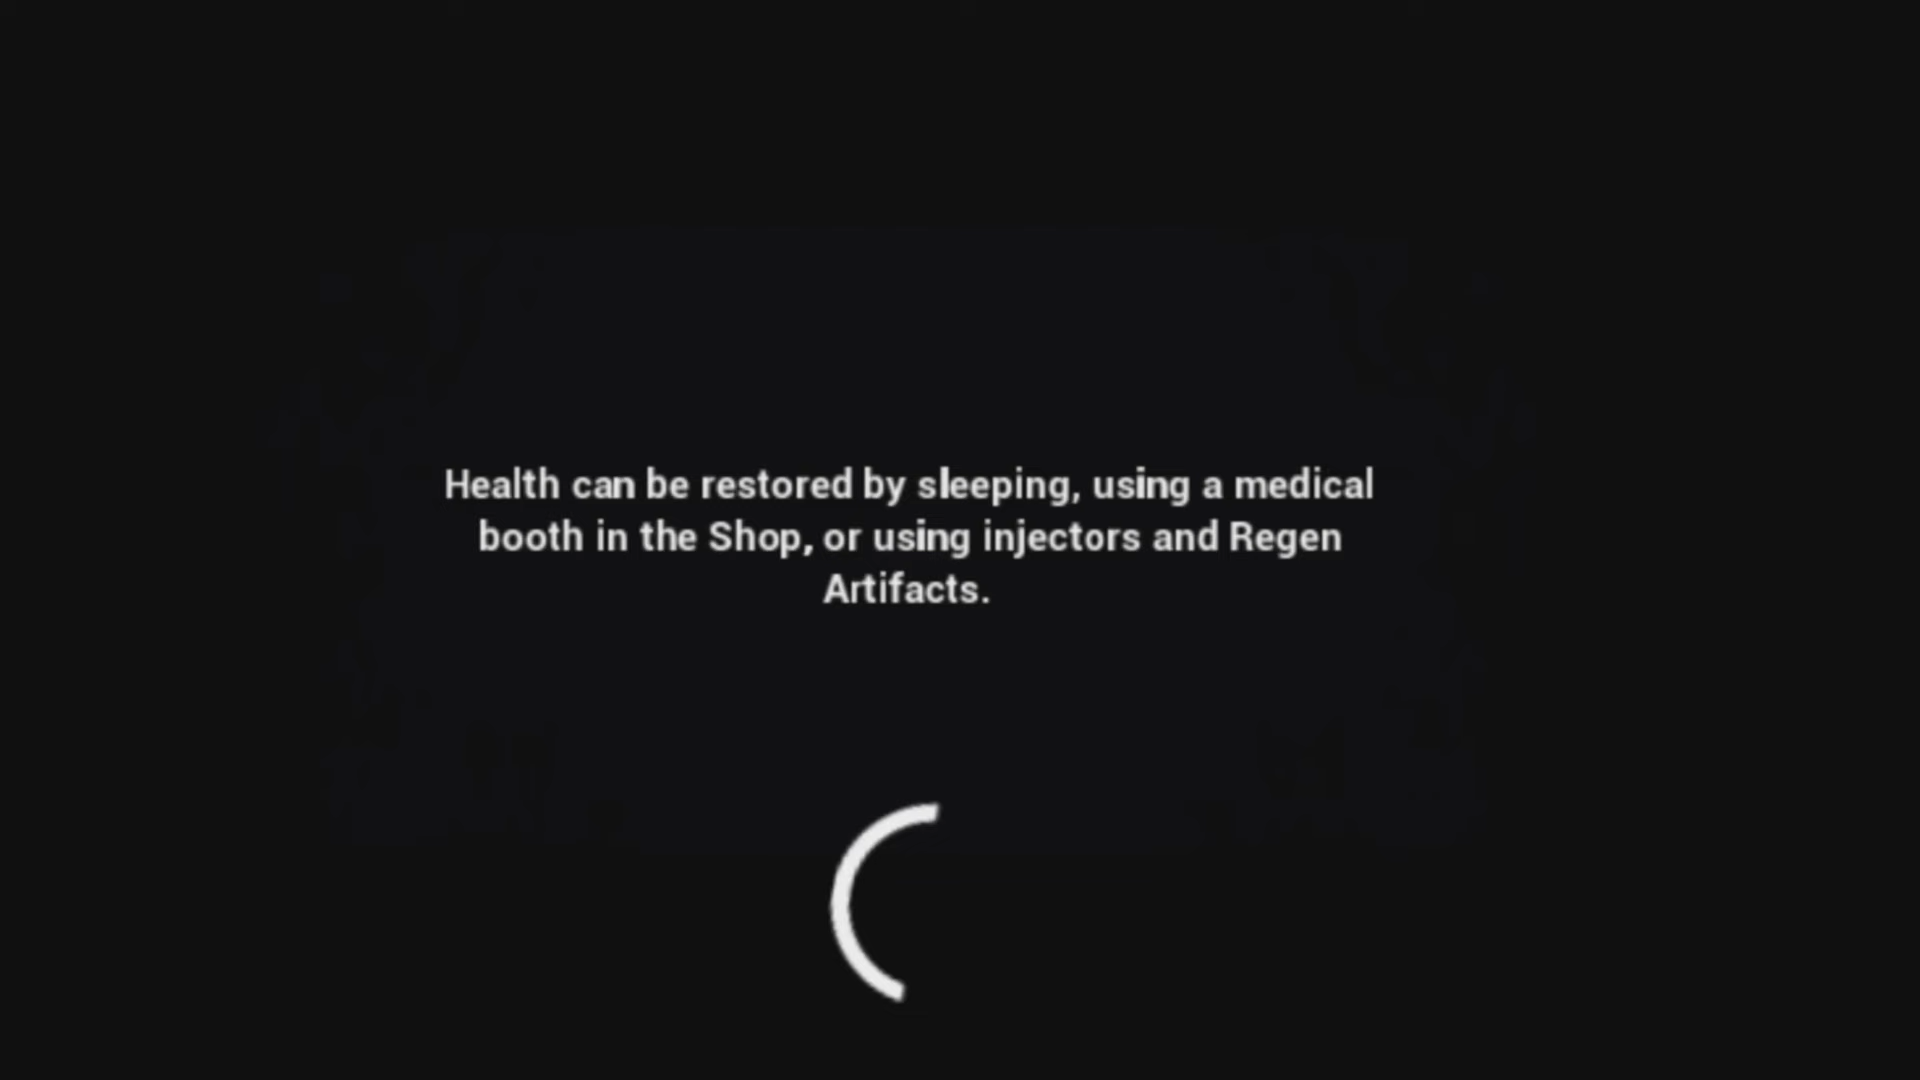 Health can be restored by sleeping, using a medical
booth in the Shop, or using injectors and Regen
Artifacts.